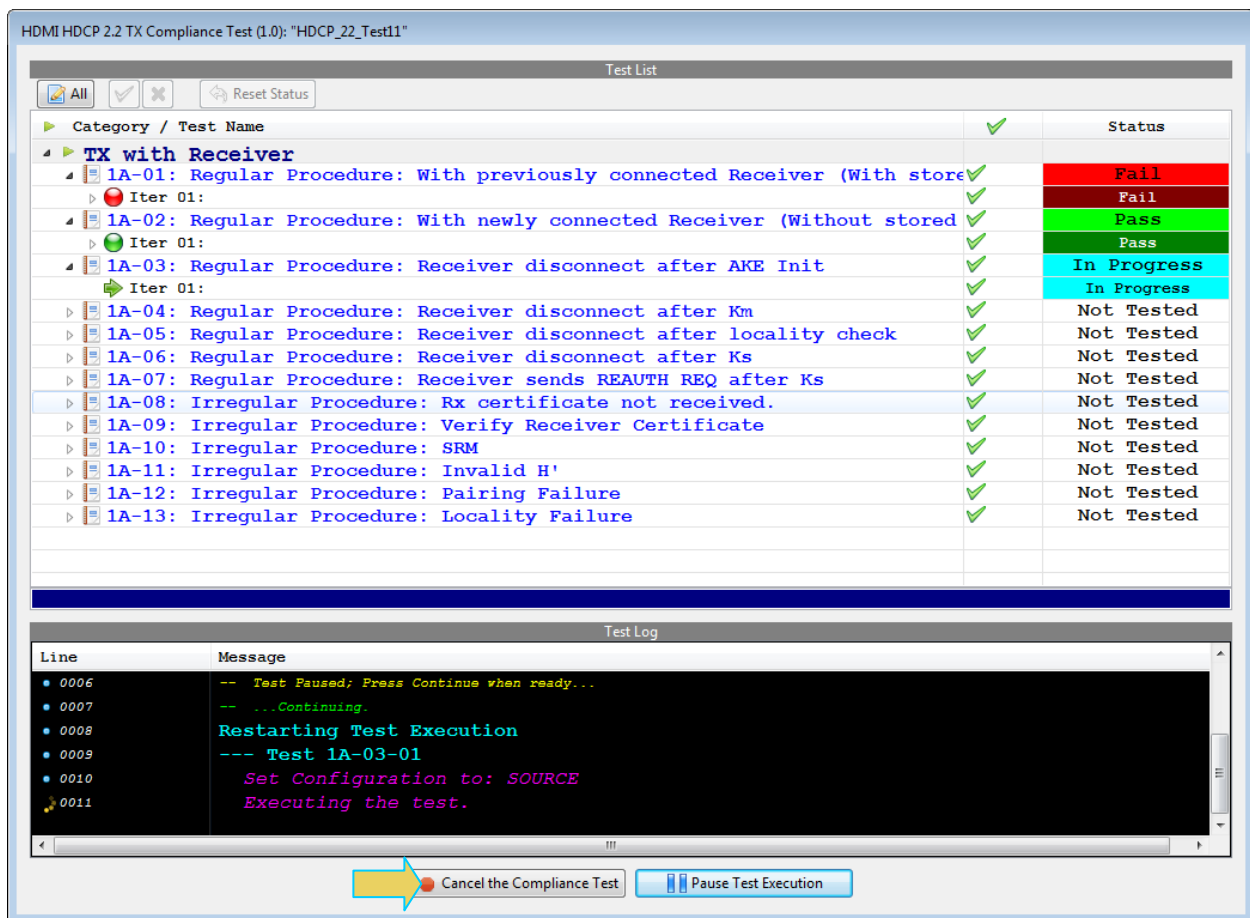 HDMI HDCP 2.2 TX Compliance Test (1.0): "HDCP_22_Test11"
Test List
All Reset Status
Category / Test Name Status
TX with Receiver
1A-01: Regular Procedure: With previously connected Receiver (With store Fail
Iter 01: Fail
1A-02: Regular Procedure: With newly connected Receiver (Without stored Pass
Iter 01: Pass
1A-03: Regular Procedure: Receiver disconnect after AKE Init In Progress
Iter 01: In Progress
1A-04: Regular Procedure: Receiver disconnect after Km Not Tested
1A-05: Regular Procedure: Receiver disconnect after locality check Not Tested
1A-06: Regular Procedure: Receiver disconnect after Ks Not Tested
1A-07: Regular Procedure: Receiver sends REAUTH REQ after Ks Not Tested
1A-08: Irregular Procedure: Rx certificate not received. Not Tested
1A-09: Irregular Procedure: Verify Receiver Certificate Not Tested
1A-10: Irregular Procedure: SRM Not Tested
1A-11: Irregular Procedure: Invalid H' Not Tested
1A-12: Irregular Procedure: Pairing Failure Not Tested
1A-13: Irregular Procedure: Locality Failure Not Tested
Test Log
Line Message
0006 -- Test Paused; Press Continue when ready...
0007 -- ...Continuing.
0008 Restarting Test Execution
0009 --- Test 1A-03-01
0010 Set Configuration to: SOURCE
0011 Executing the test.
Cancel the Compliance Test Pause Test Execution